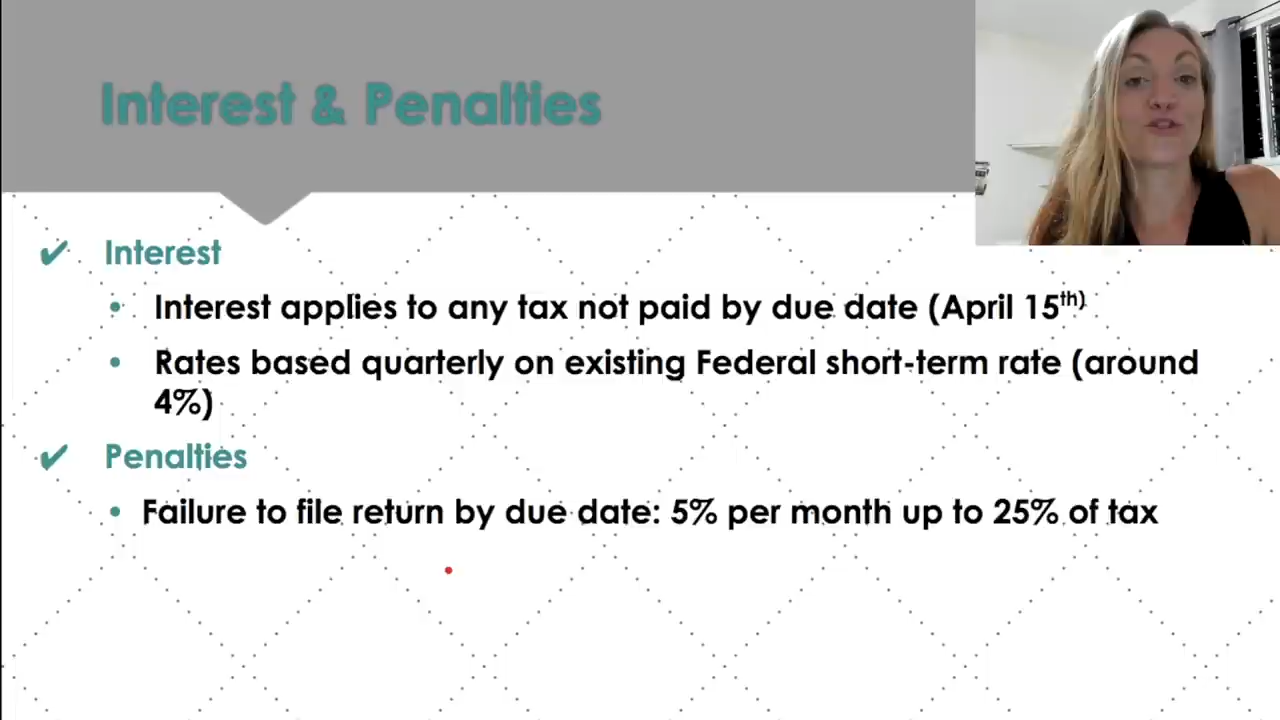 Interest & Penalties
✔ Interest
• Interest applies to any tax not paid by due date (April 15th)
• Rates based quarterly on existing Federal short-term rate (around
4%)
✔ Penalties
• Failure to file return by due date: 5% per month up to 25% of tax